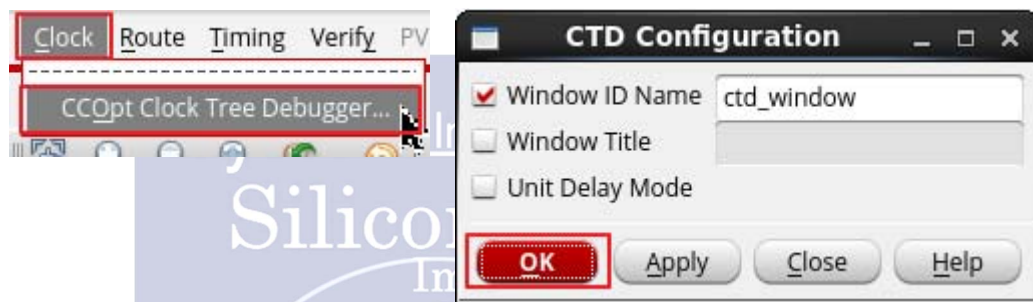 Clock Route Timing Verify PV
CCOpt Clock Tree Debugger...
CTD Configuration
Window ID Name ctd_window
Window Title
Unit Delay Mode
OK Apply Close Help